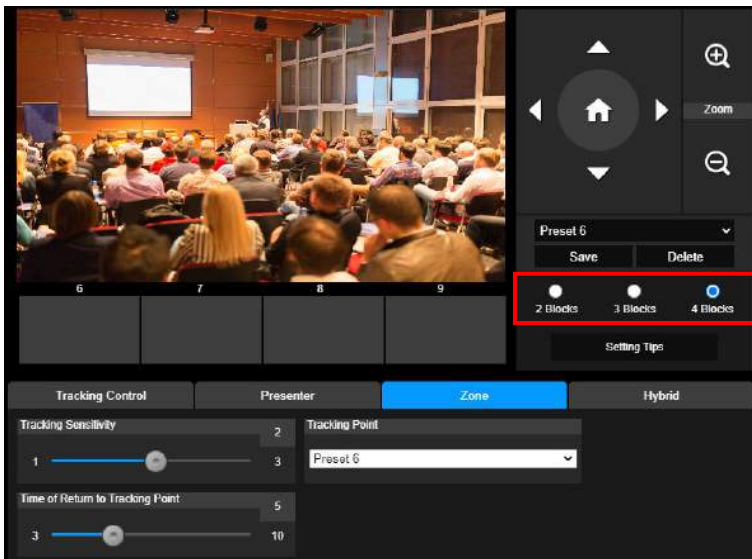 Zoom
Preset 6
Save Delete
6 7 8 9
2 Blocks 3 Blocks 4 Blocks
Setting Tips
Tracking Control Presenter Zone Hybrid
Tracking Sensitivity 2
1 3
Tracking Point
Preset 6
Time of Return to Tracking Point 5
3 10